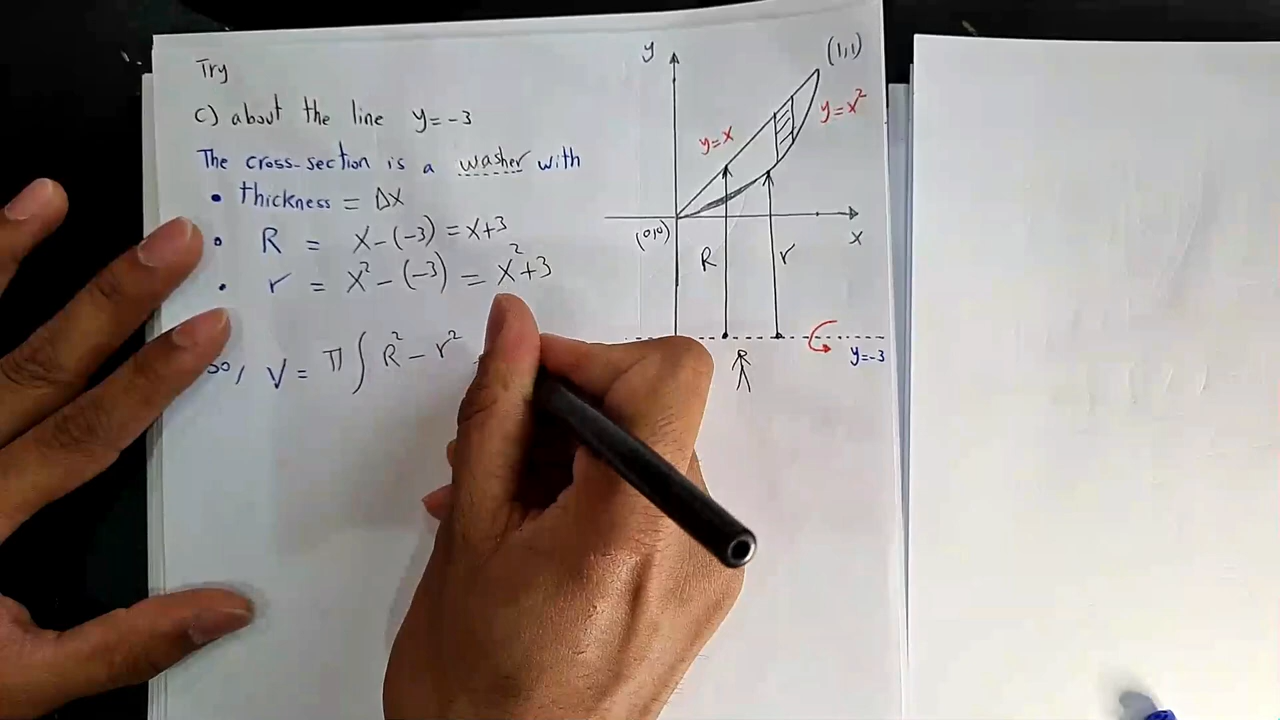 Try
c) about the line y=-3
The cross-section is a washer with
• thickness = Δx
• R = x-(-3) = x+3
• r = x²-(-3) = x²+3
so, V = π∫ R² - r²
y
(1,1)
y=x²
y=x
(0,0)
x
R
r
y=-3